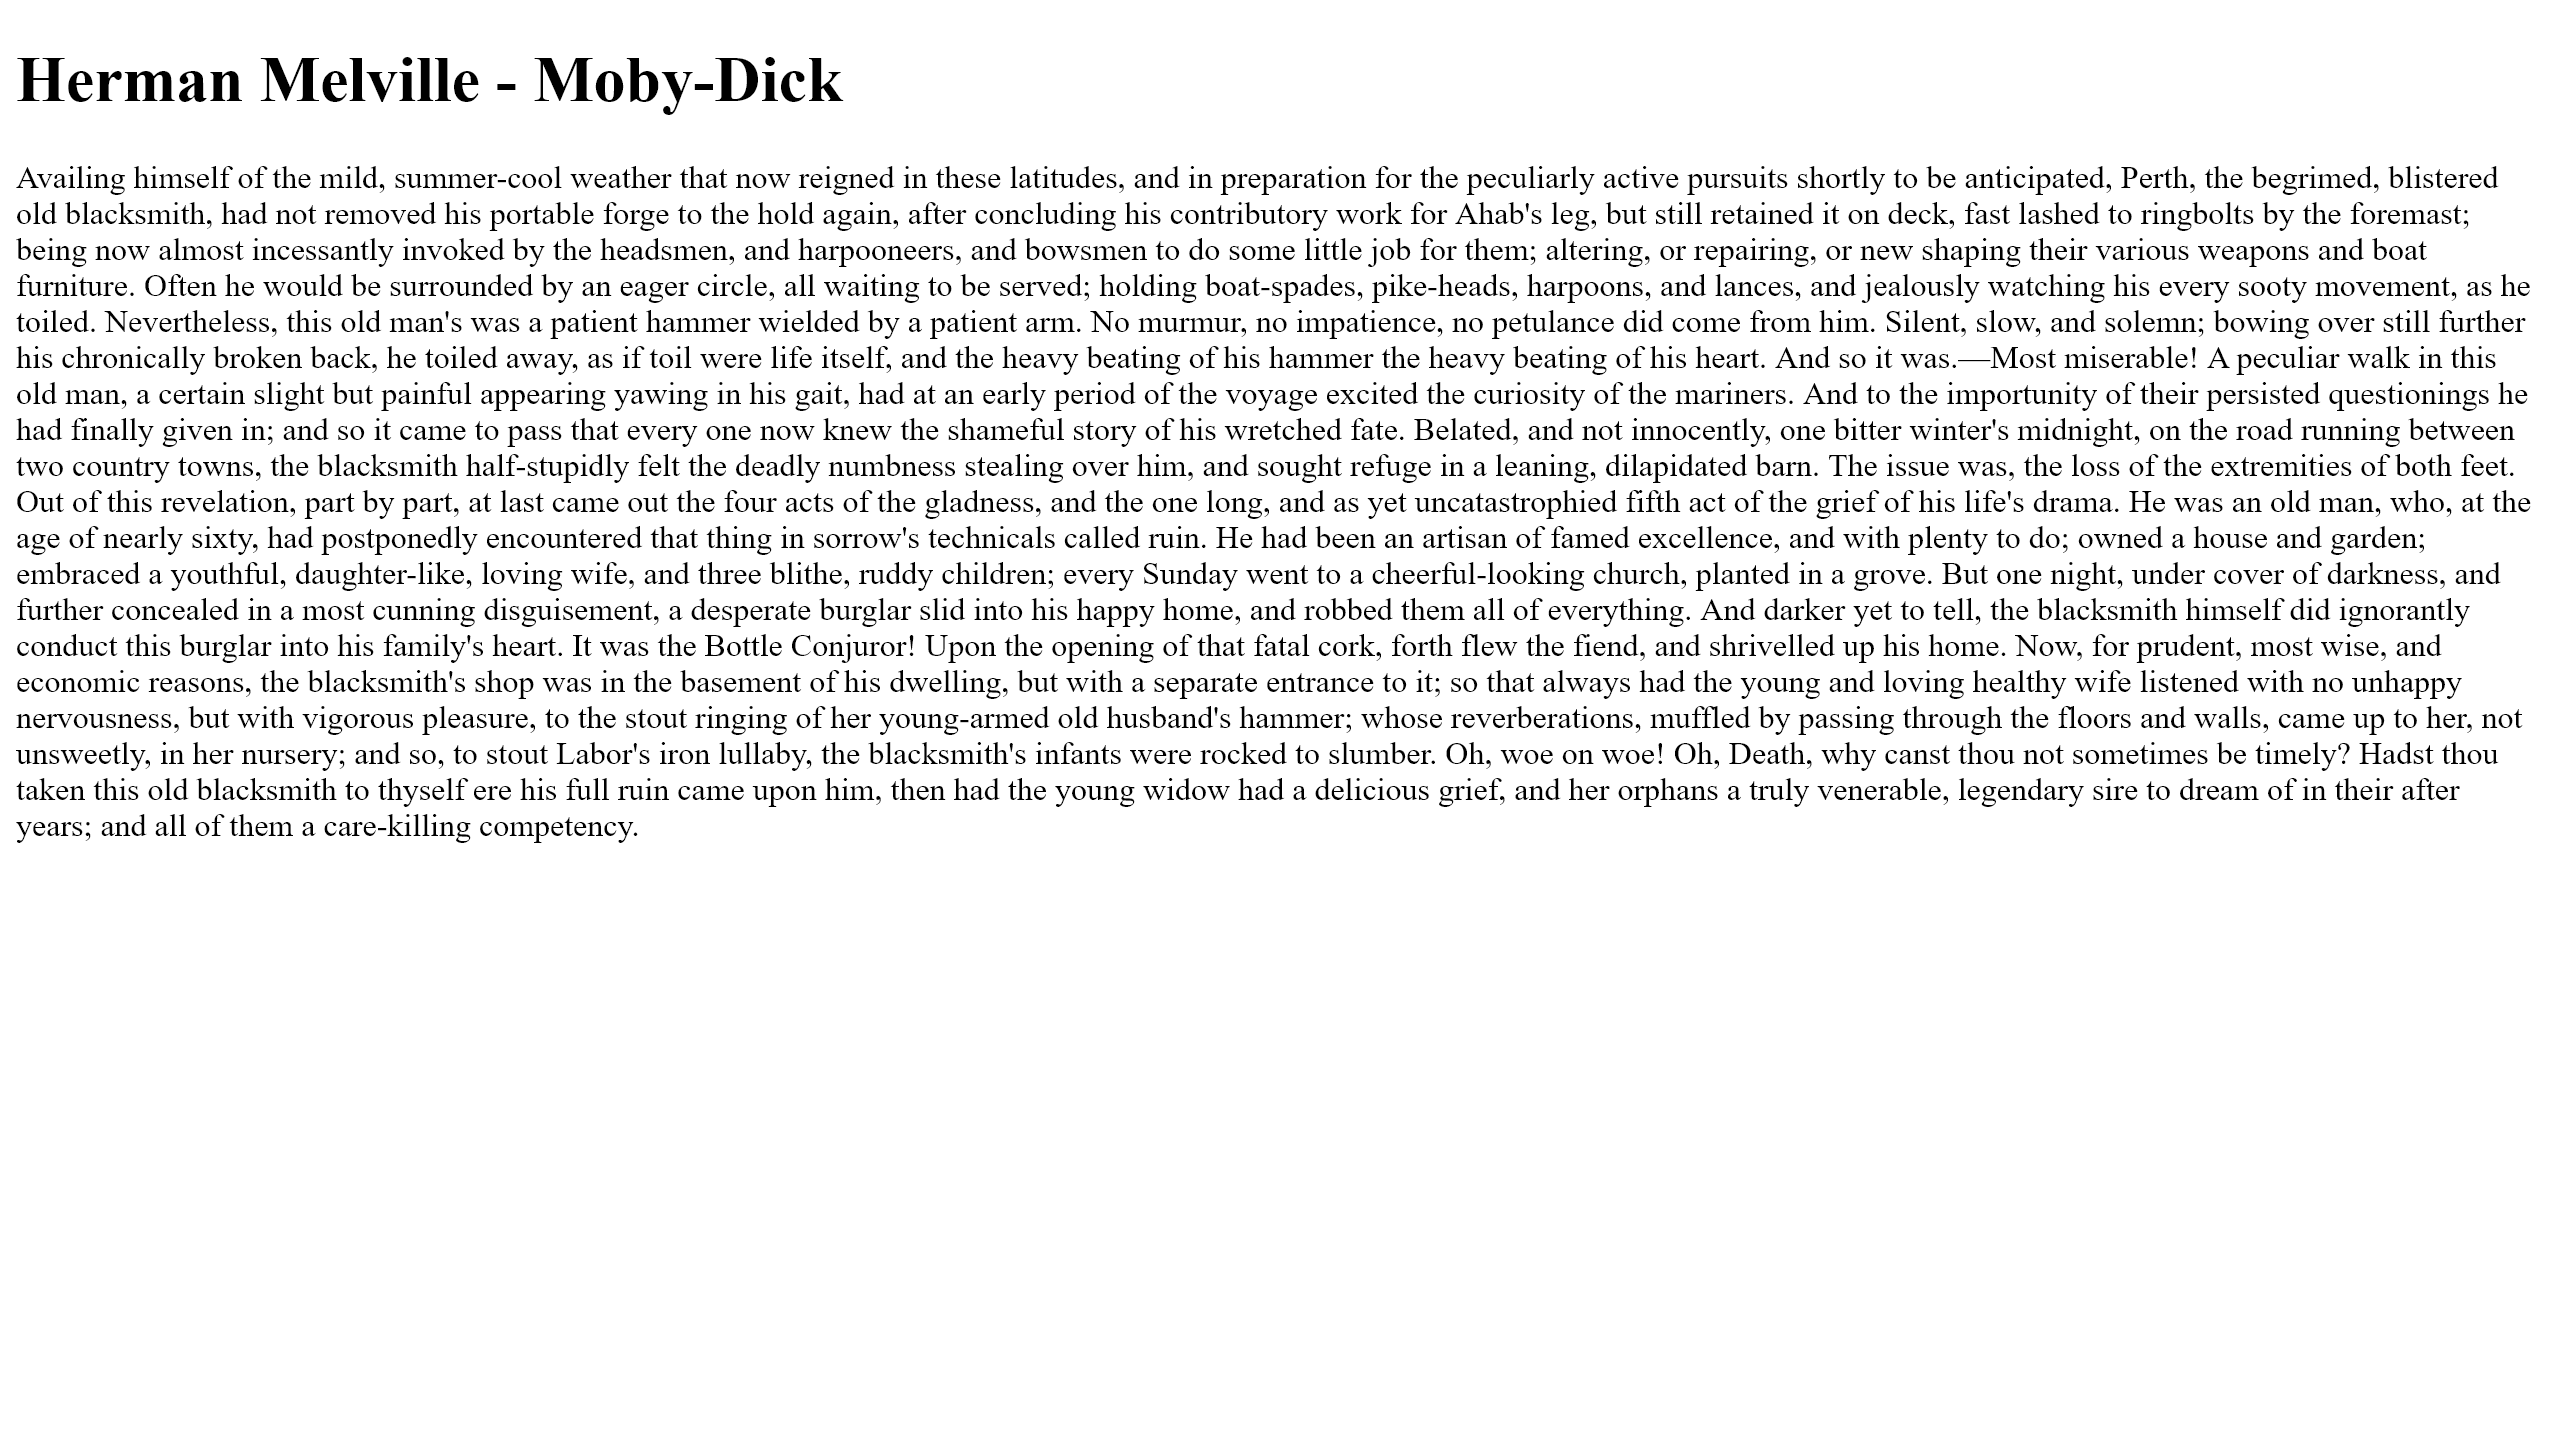 Herman Melville - Moby-Dick
Availing himself of the mild, summer-cool weather that now reigned in these latitudes, and in preparation for the peculiarly active pursuits shortly to be anticipated, Perth, the begrimed, blistered
old blacksmith, had not removed his portable forge to the hold again, after concluding his contributory work for Ahab's leg, but still retained it on deck, fast lashed to ringbolts by the foremast;
being now almost incessantly invoked by the headsmen, and harpooneers, and bowsmen to do some little job for them; altering, or repairing, or new shaping their various weapons and boat
furniture. Often he would be surrounded by an eager circle, all waiting to be served; holding boat-spades, pike-heads, harpoons, and lances, and jealously watching his every sooty movement, as he
toiled. Nevertheless, this old man's was a patient hammer wielded by a patient arm. No murmur, no impatience, no petulance did come from him. Silent, slow, and solemn; bowing over still further
his chronically broken back, he toiled away, as if toil were life itself, and the heavy beating of his hammer the heavy beating of his heart. And so it was.—Most miserable! A peculiar walk in this
old man, a certain slight but painful appearing yawing in his gait, had at an early period of the voyage excited the curiosity of the mariners. And to the importunity of their persisted questionings he
had finally given in; and so it came to pass that every one now knew the shameful story of his wretched fate. Belated, and not innocently, one bitter winter's midnight, on the road running between
two country towns, the blacksmith half-stupidly felt the deadly numbness stealing over him, and sought refuge in a leaning, dilapidated barn. The issue was, the loss of the extremities of both feet.
Out of this revelation, part by part, at last came out the four acts of the gladness, and the one long, and as yet uncatastrophied fifth act of the grief of his life's drama. He was an old man, who, at the
age of nearly sixty, had postponedly encountered that thing in sorrow's technicals called ruin. He had been an artisan of famed excellence, and with plenty to do; owned a house and garden;
embraced a youthful, daughter-like, loving wife, and three blithe, ruddy children; every Sunday went to a cheerful-looking church, planted in a grove. But one night, under cover of darkness, and
further concealed in a most cunning disguisement, a desperate burglar slid into his happy home, and robbed them all of everything. And darker yet to tell, the blacksmith himself did ignorantly
conduct this burglar into his family's heart. It was the Bottle Conjuror! Upon the opening of that fatal cork, forth flew the fiend, and shrivelled up his home. Now, for prudent, most wise, and
economic reasons, the blacksmith's shop was in the basement of his dwelling, but with a separate entrance to it; so that always had the young and loving healthy wife listened with no unhappy
nervousness, but with vigorous pleasure, to the stout ringing of her young-armed old husband's hammer; whose reverberations, muffled by passing through the floors and walls, came up to her, not
unsweetly, in her nursery; and so, to stout Labor's iron lullaby, the blacksmith's infants were rocked to slumber. Oh, woe on woe! Oh, Death, why canst thou not sometimes be timely? Hadst thou
taken this old blacksmith to thyself ere his full ruin came upon him, then had the young widow had a delicious grief, and her orphans a truly venerable, legendary sire to dream of in their after
years; and all of them a care-killing competency.